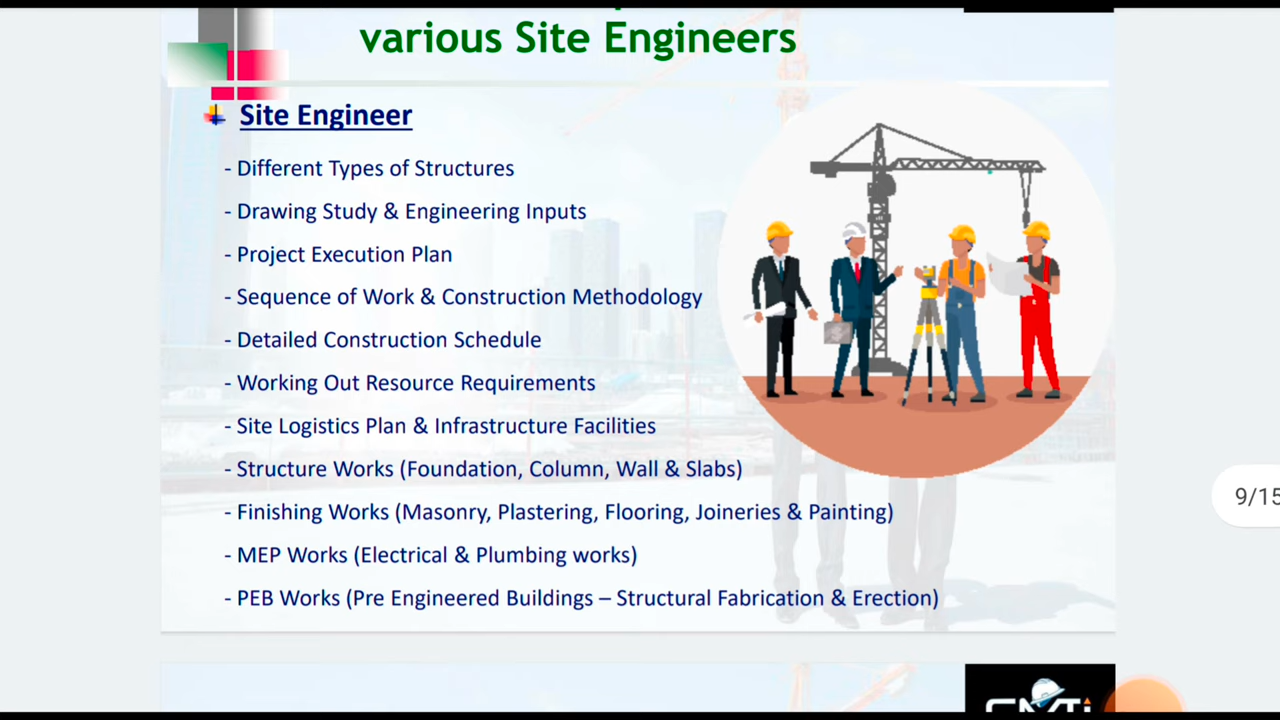 various Site Engineers
Site Engineer
- Different Types of Structures
- Drawing Study & Engineering Inputs
- Project Execution Plan
- Sequence of Work & Construction Methodology
- Detailed Construction Schedule
- Working Out Resource Requirements
- Site Logistics Plan & Infrastructure Facilities
- Structure Works (Foundation, Column, Wall & Slabs)
- Finishing Works (Masonry, Plastering, Flooring, Joineries & Painting)
- MEP Works (Electrical & Plumbing works)
- PEB Works (Pre Engineered Buildings – Structural Fabrication & Erection)
9/15